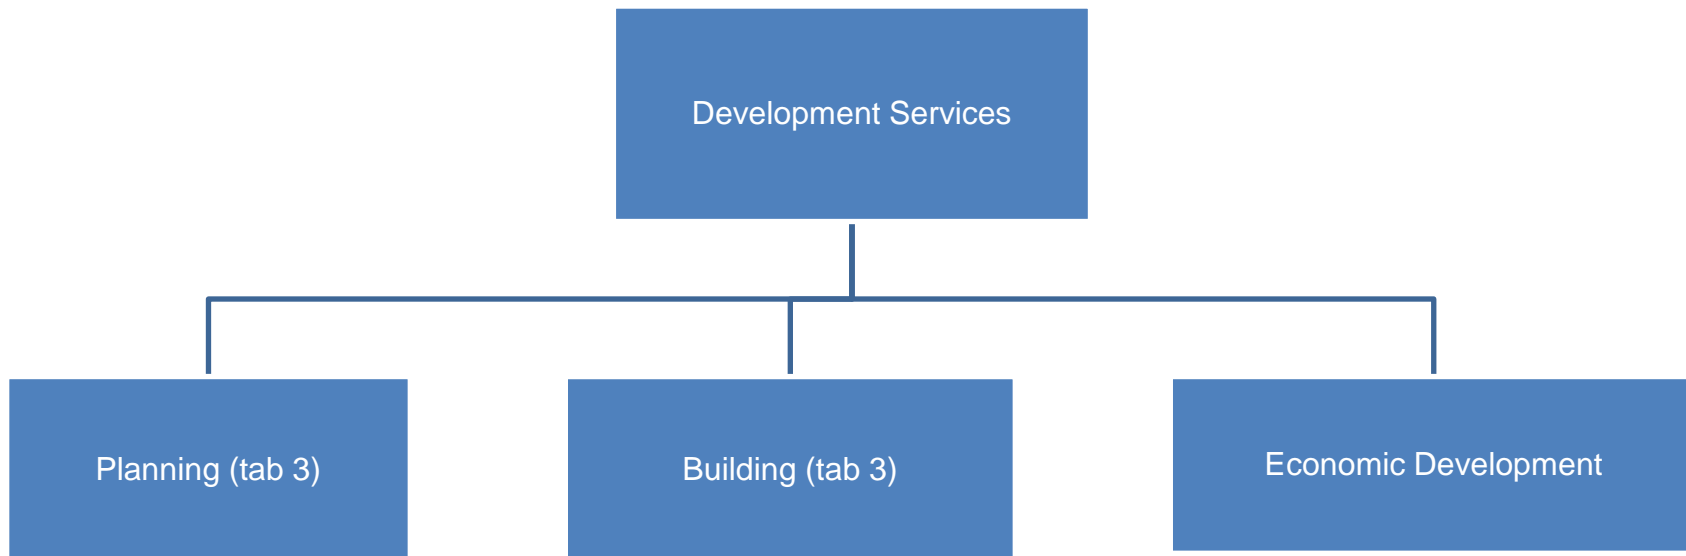 Development Services
Planning (tab 3)
Building (tab 3)
Economic Development